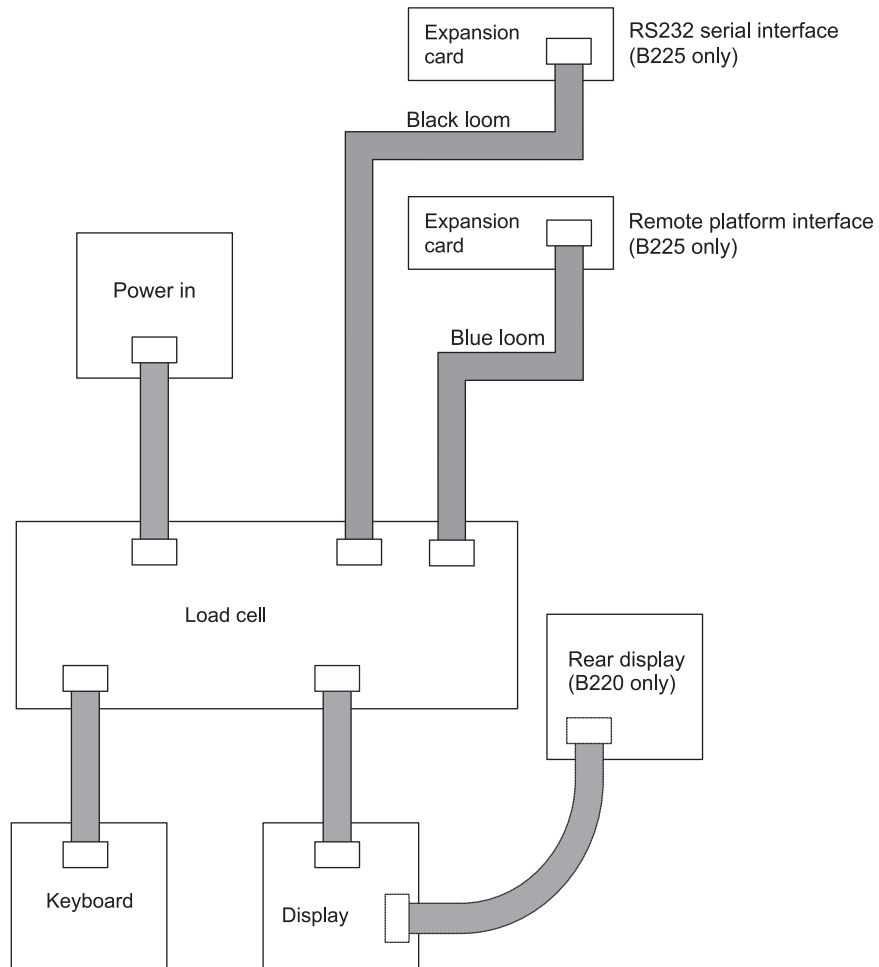 Expansion
card
RS232 serial interface
(B225 only)
Black loom
Expansion
card
Remote platform interface
(B225 only)
Power in
Blue loom
Load cell
Rear display
(B220 only)
Keyboard
Display